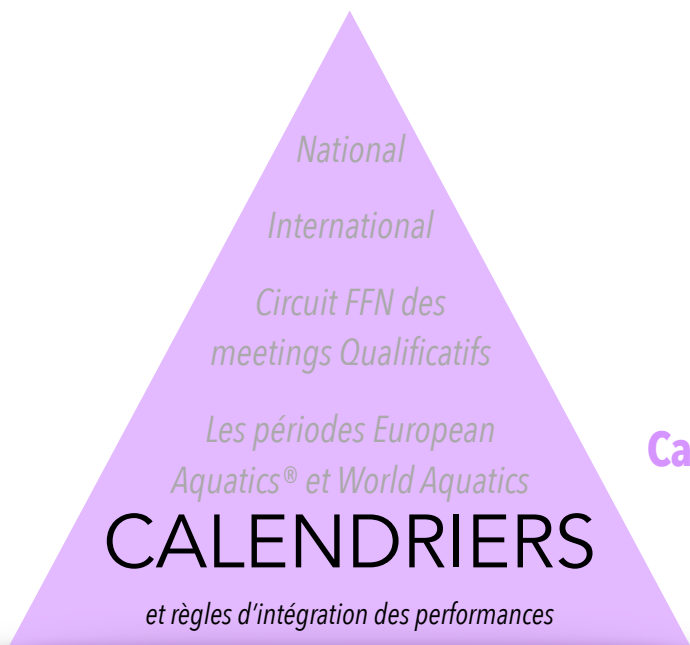 National
International
Circuit FFN des
meetings Qualificatifs
Les périodes European
Aquatics® et World Aquatics
Ca
CALENDRIERS
et règles d'intégration des performances